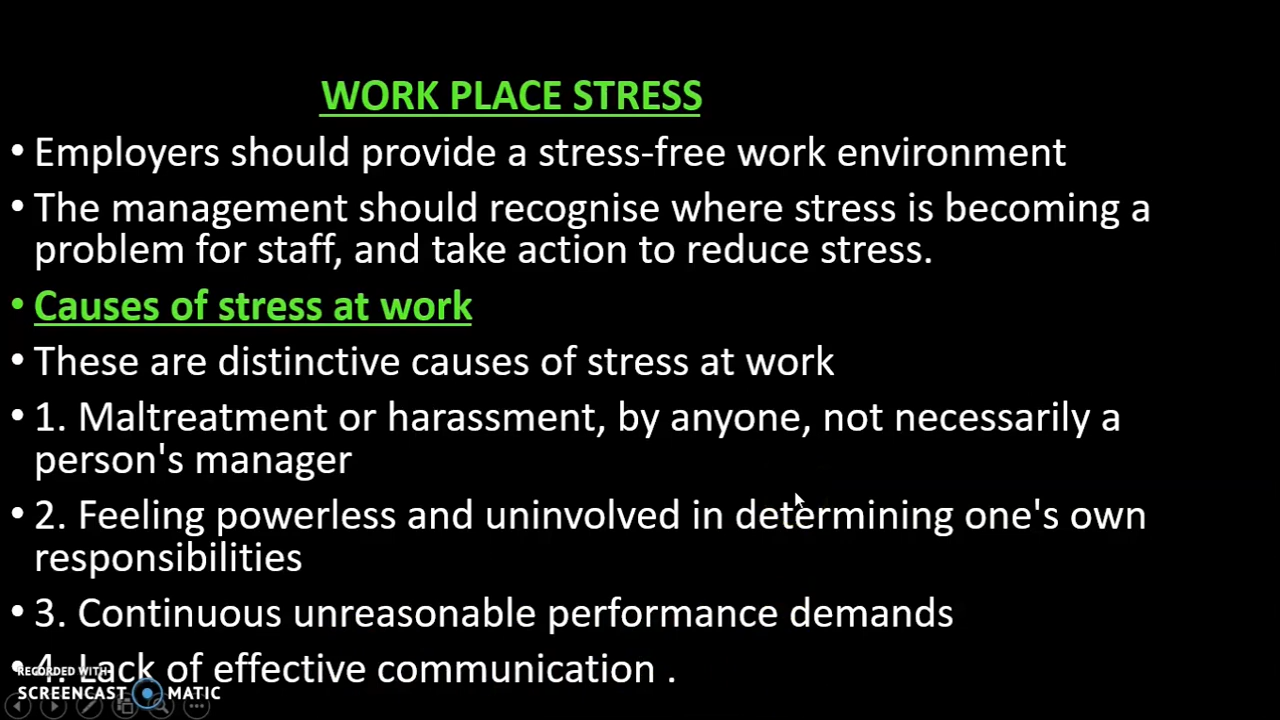 WORK PLACE STRESS
• Employers should provide a stress-free work environment
• The management should recognise where stress is becoming a
problem for staff, and take action to reduce stress.
• Causes of stress at work
• These are distinctive causes of stress at work
• 1. Maltreatment or harassment, by anyone, not necessarily a
person's manager
• 2. Feeling powerless and uninvolved in determining one's own
responsibilities
• 3. Continuous unreasonable performance demands
• 4. Lack of effective communication .
RECORDED WITH
SCREENCAST MATIC